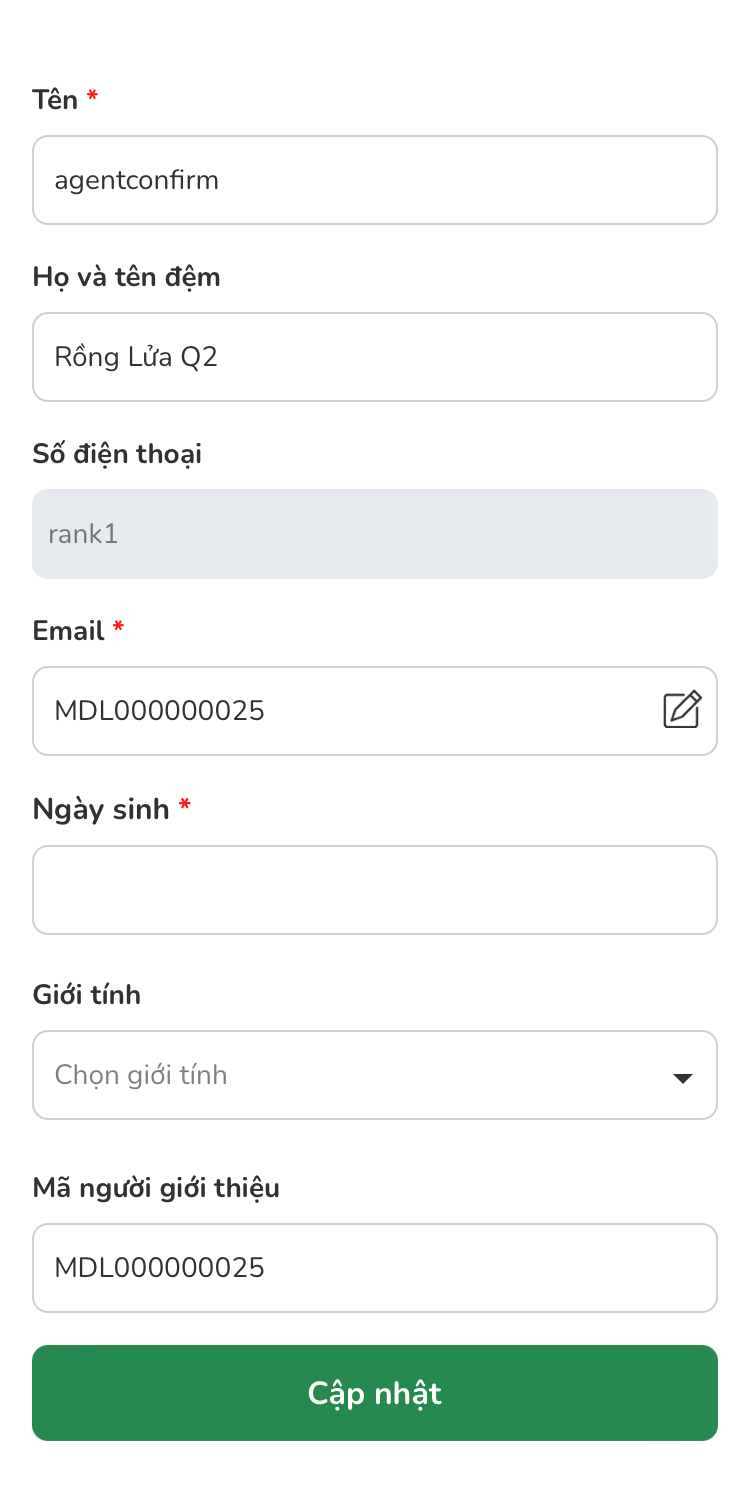 Tên *
agentconfirm
Họ và tên đệm
Rồng Lửa Q2
Số điện thoại
rank1
Email *
MDL000000025
Ngày sinh *
Giới tính
Chọn giới tính
Mã người giới thiệu
MDL000000025
Cập nhật